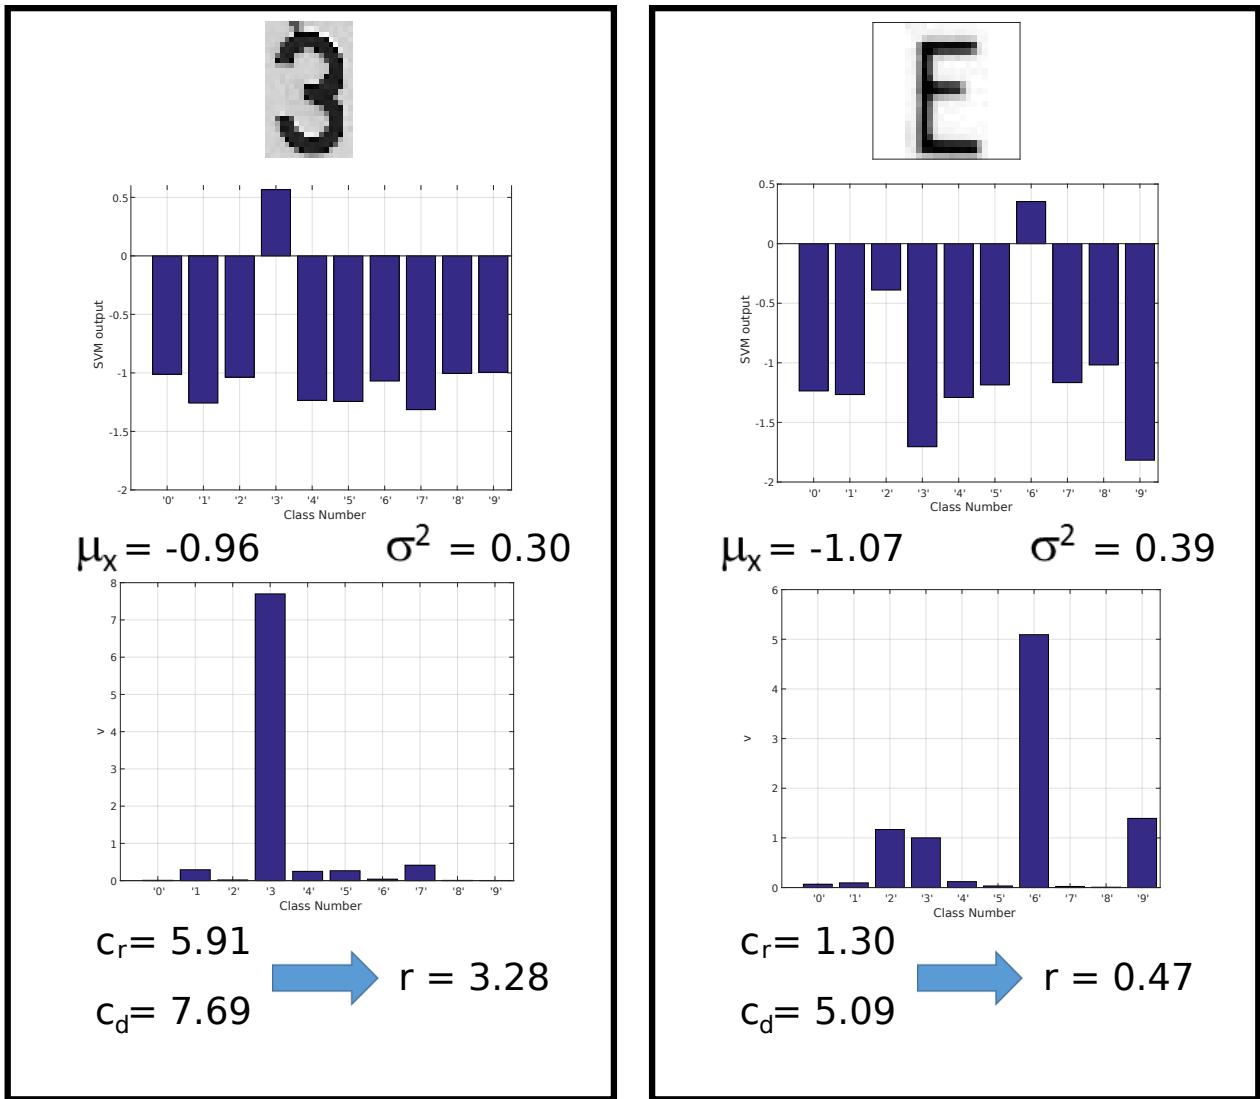 3
0.5
0
-0.5
-1
-1.5
-2
SVM output
'0' '1' '2' '3' '4' '5' '6' '7' '8' '9'
Class Number
μx = -0.96 σ² = 0.30
8
7
6
5
4
3
2
1
0
v
'0' '1 '2' '3 '4' '5' '6' '7' '8' '9'
Class Number
cr= 5.91
r = 3.28
cd= 7.69
E
0.5
0
-0.5
-1
-1.5
-2
SVM output
'0' '1' '2' '3' '4' '5' '6' '7' '8' '9'
Class Number
μx = -1.07 σ² = 0.39
6
5
4
3
2
1
0
v
'0' '1' '2' '3' '4' '5' '6' '7' '8' '9'
Class Number
cr= 1.30
r = 0.47
cd= 5.09